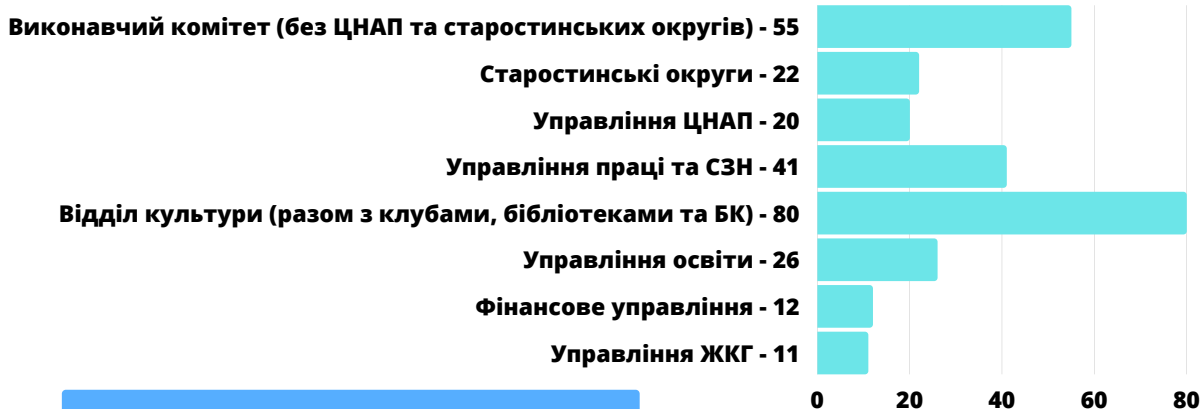 Виконавчий комітет (без ЦНАП та старостинських округів) - 55
Старостинські округи - 22
Управління ЦНАП - 20
Управління праці та СЗН - 41
Відділ культури (разом з клубами, бібліотеками та БК) - 80
Управління освіти - 26
Фінансове управління - 12
Управління ЖКГ - 11
0 20 40 60 80